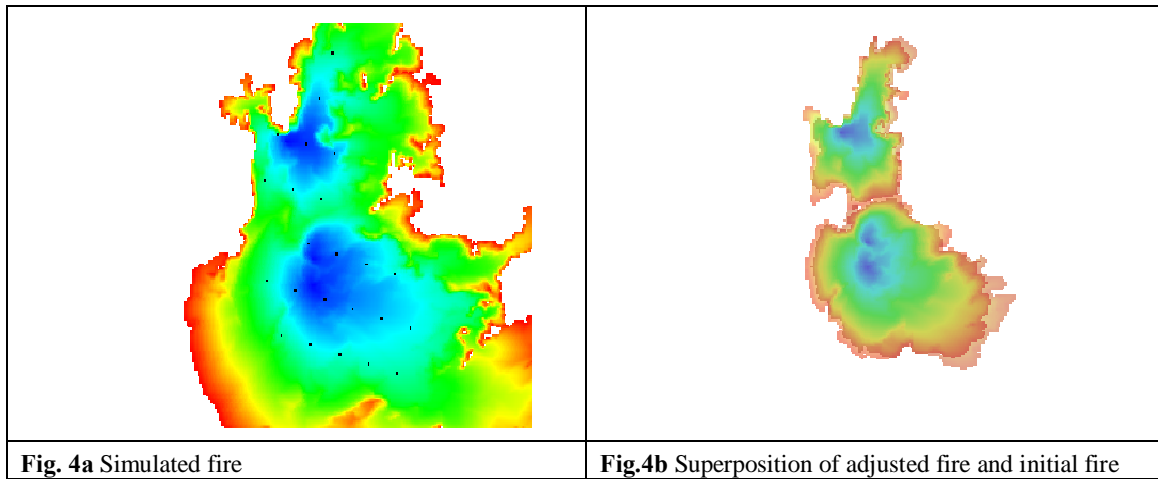 Fig. 4a Simulated fire
Fig.4b Superposition of adjusted fire and initial fire